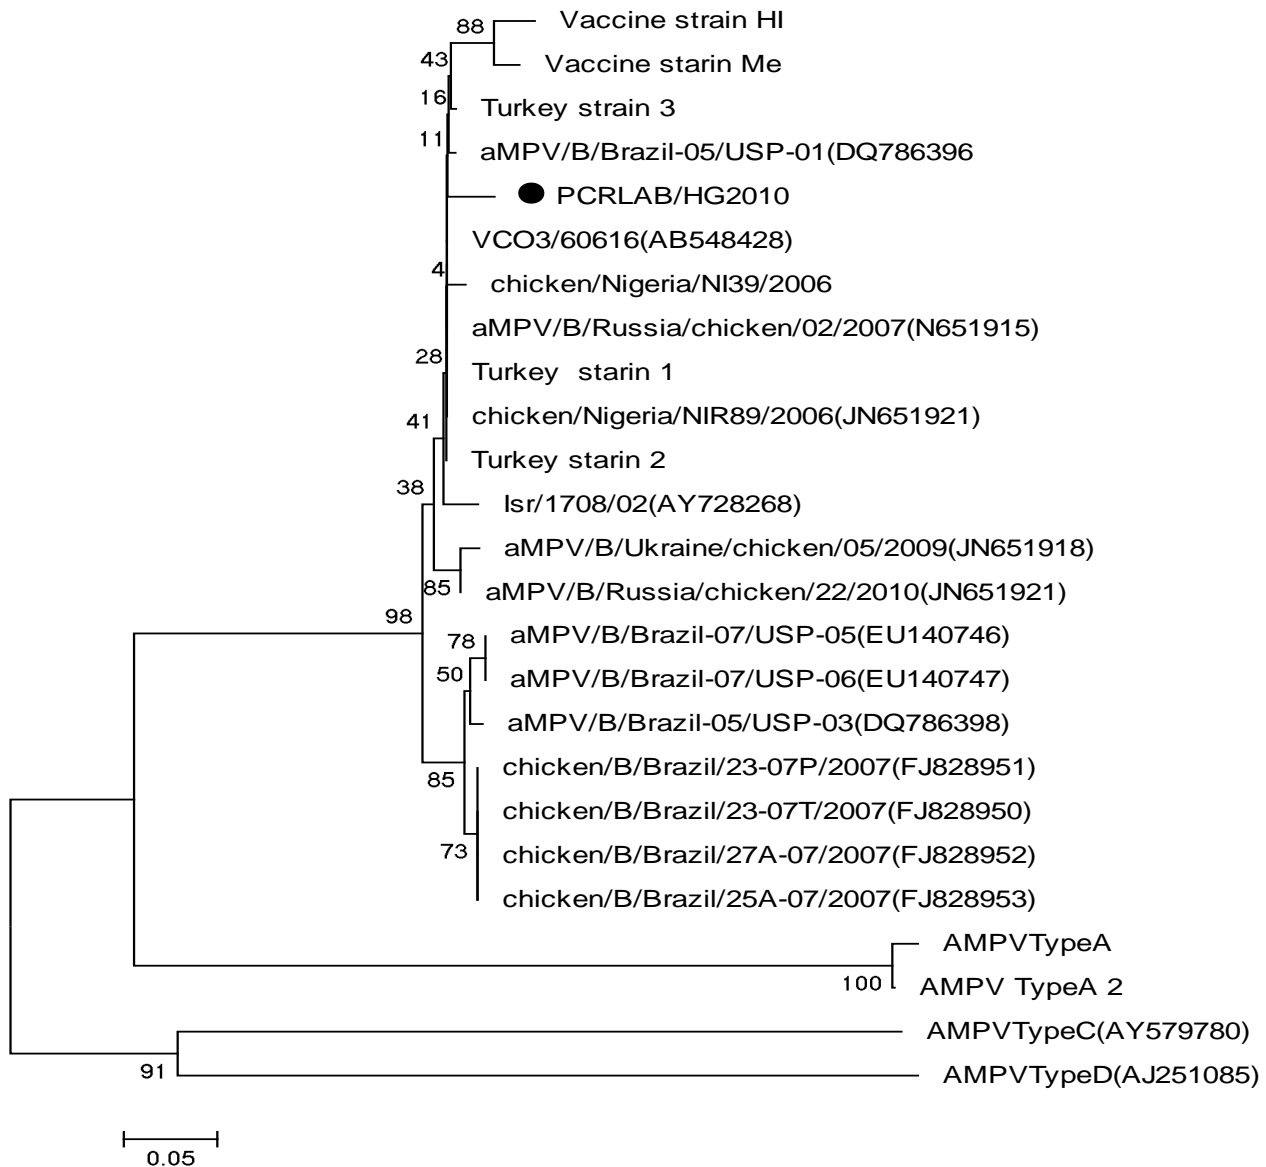 88
Vaccine strain HI
43
Vaccine starin Me
16
Turkey strain 3
11
aMPV/B/Brazil-05/USP-01(DQ786396
PCRLAB/HG2010
VCO3/60616(AB548428)
4
chicken/Nigeria/NI39/2006
aMPV/B/Russia/chicken/02/2007(N651915)
28
Turkey starin 1
41
chicken/Nigeria/NIR89/2006(JN651921)
Turkey starin 2
38
Isr/1708/02(AY728268)
aMPV/B/Ukraine/chicken/05/2009(JN651918)
85
aMPV/B/Russia/chicken/22/2010(JN651921)
98
78
aMPV/B/Brazil-07/USP-05(EU140746)
50
aMPV/B/Brazil-07/USP-06(EU140747)
aMPV/B/Brazil-05/USP-03(DQ786398)
85
chicken/B/Brazil/23-07P/2007(FJ828951)
chicken/B/Brazil/23-07T/2007(FJ828950)
73
chicken/B/Brazil/27A-07/2007(FJ828952)
chicken/B/Brazil/25A-07/2007(FJ828953)
AMPVTypeA
100
AMPV TypeA 2
AMPVTypeC(AY579780)
91
AMPVTypeD(AJ251085)
0.05